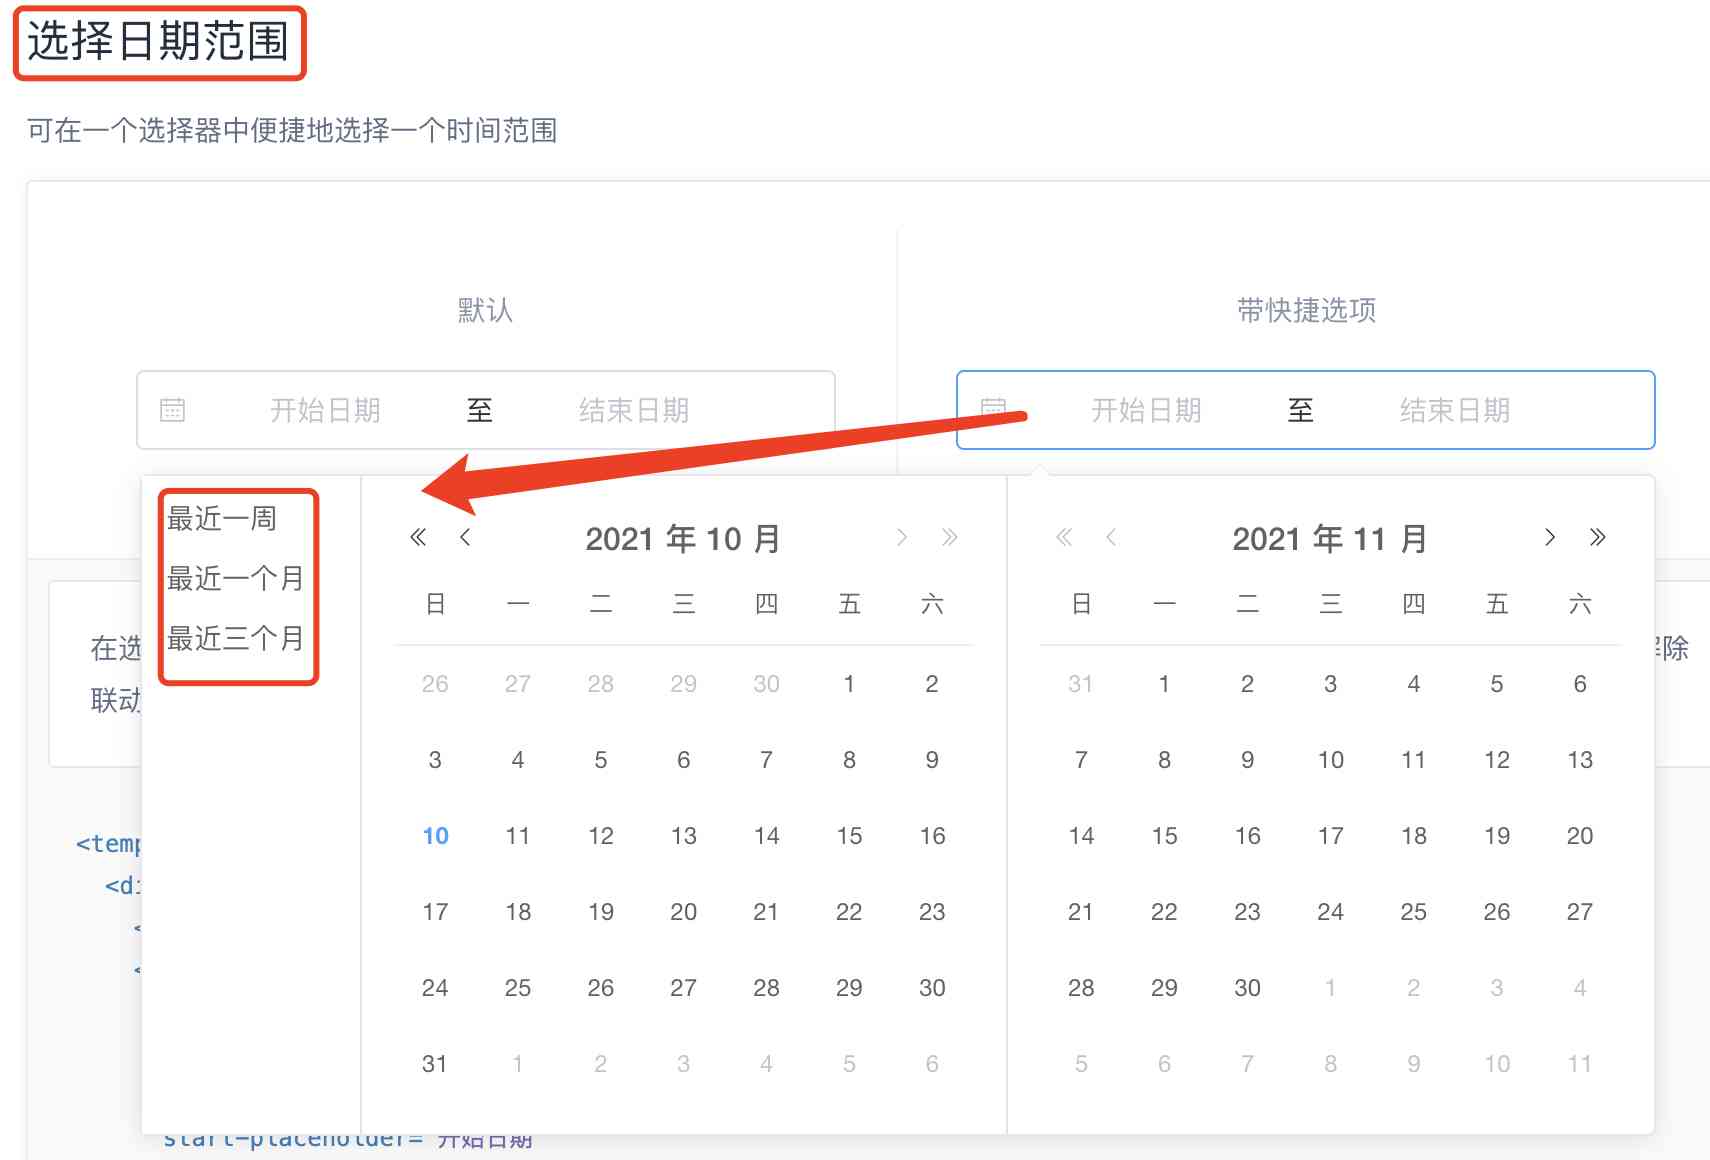 选择日期范围
可在一个选择器中便捷地选择一个时间范围
默认
带快捷选项
开始日期 至 结束日期
开始日期 至 结束日期
最近一周
最近一个月
最近三个月
2021 年 10 月
日 一 二 三 四 五 六
26 27 28 29 30 1 2
3 4 5 6 7 8 9
10 11 12 13 14 15 16
17 18 19 20 21 22 23
24 25 26 27 28 29 30
31 1 2 3 4 5 6
2021 年 11 月
日 一 二 三 四 五 六
31 1 2 3 4 5 6
7 8 9 10 11 12 13
14 15 16 17 18 19 20
21 22 23 24 25 26 27
28 29 30 1 2 3 4
5 6 7 8 9 10 11
在选
解除
联动
<temp
<di
<
<
start-placeholder="开始日期